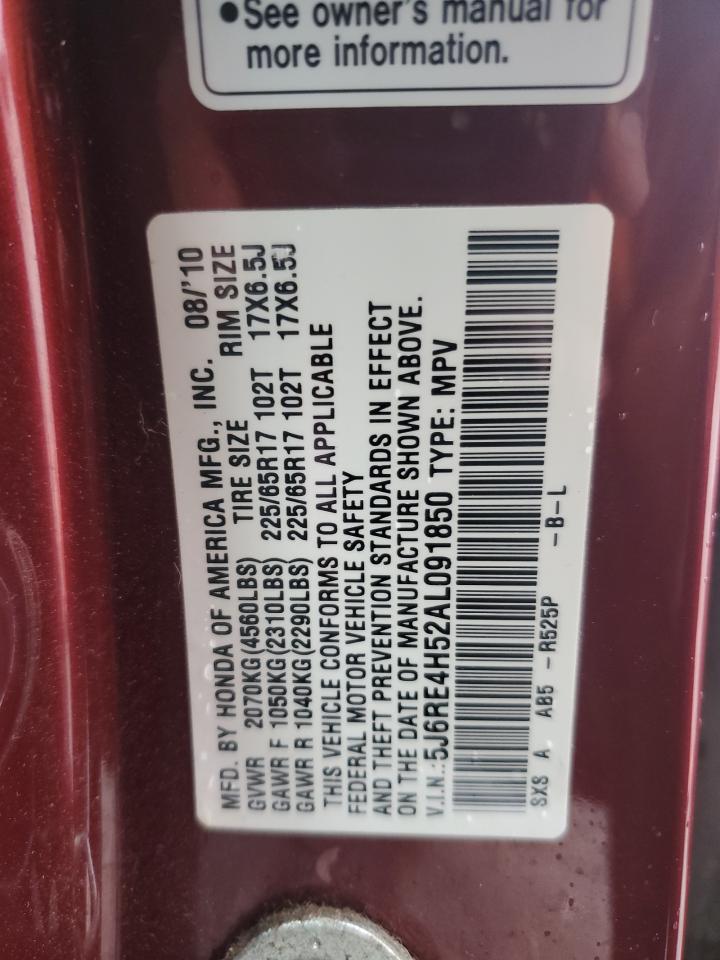 ●See owner's manual for
more information.
MFD. BY HONDA OF AMERICA MFG., INC. 08/'10
GVWR 2070KG(4560LBS) TIRE SIZE RIM SIZE
GAWR F 1050KG(2310LBS) 225/65R17 102T 17X6.5J
GAWR R 1040KG(2290LBS) 225/65R17 102T 17X6.5J
THIS VEHICLE CONFORMS TO ALL APPLICABLE
FEDERAL MOTOR VEHICLE SAFETY
AND THEFT PREVENTION STANDARDS IN EFFECT
ON THE DATE OF MANUFACTURE SHOWN ABOVE.
V.I.N.:5J6RE4H52AL091850 TYPE: MPV
SXS A AB5 -R525P -B-L